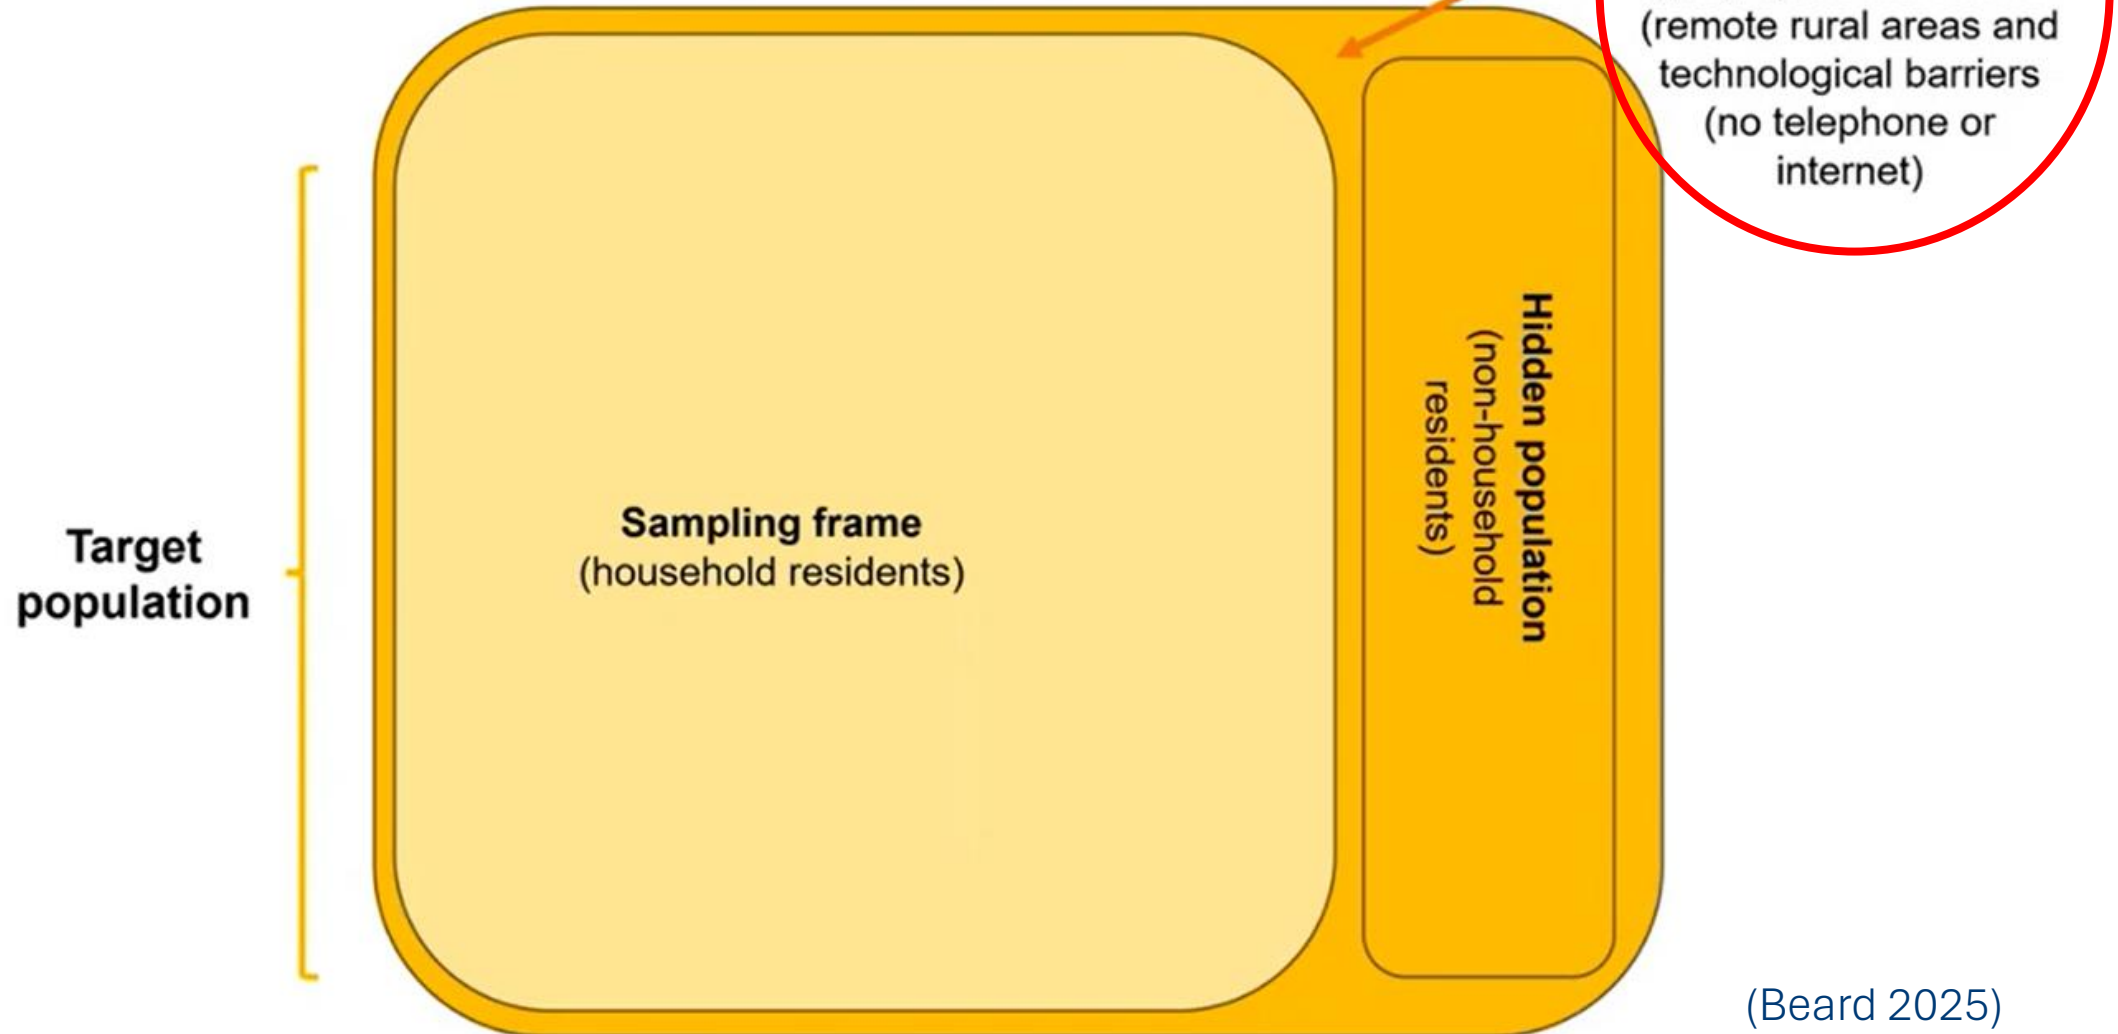 (remote rural areas and
technological barriers
(no telephone or
internet)
Target
population
Sampling frame
(household residents)
Hidden population
(non-household
residents)
(Beard 2025)